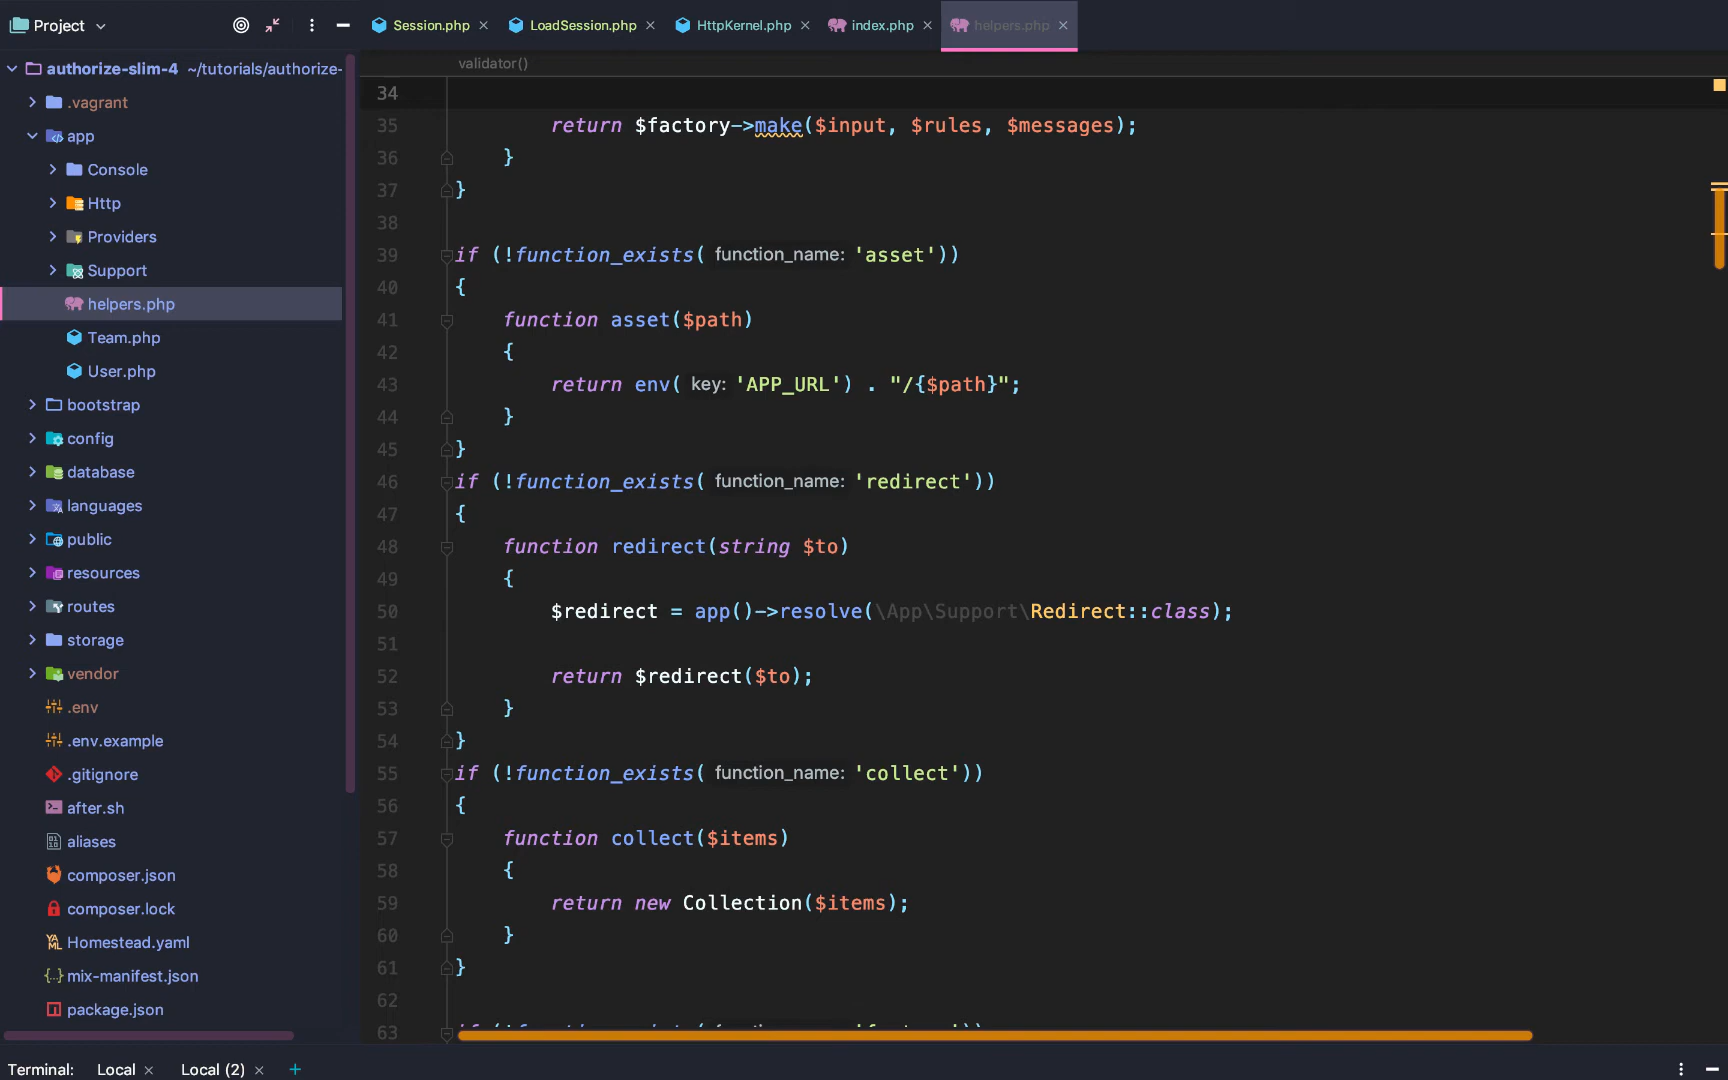 Project
Session.php
LoadSession.php
HttpKernel.php
index.php
helpers.php
authorize-slim-4 ~/tutorials/authorize-
.vagrant
app
Console
Http
Providers
Support
helpers.php
Team.php
User.php
bootstrap
config
database
languages
public
resources
routes
storage
vendor
.env
.env.example
.gitignore
after.sh
aliases
composer.json
composer.lock
Homestead.yaml
mix-manifest.json
package.json
validator()
34
35 return $factory->make($input, $rules, $messages);
36 }
37 }
38
39 if (!function_exists( function_name: 'asset'))
40 {
41 function asset($path)
42 {
43 return env( key: 'APP_URL') . "/{$path}";
44 }
45 }
46 if (!function_exists( function_name: 'redirect'))
47 {
48 function redirect(string $to)
49 {
50 $redirect = app()->resolve(\App\Support\Redirect::class);
51
52 return $redirect($to);
53 }
54 }
55 if (!function_exists( function_name: 'collect'))
56 {
57 function collect($items)
58 {
59 return new Collection($items);
60 }
61 }
62
63
Terminal: Local Local (2) +